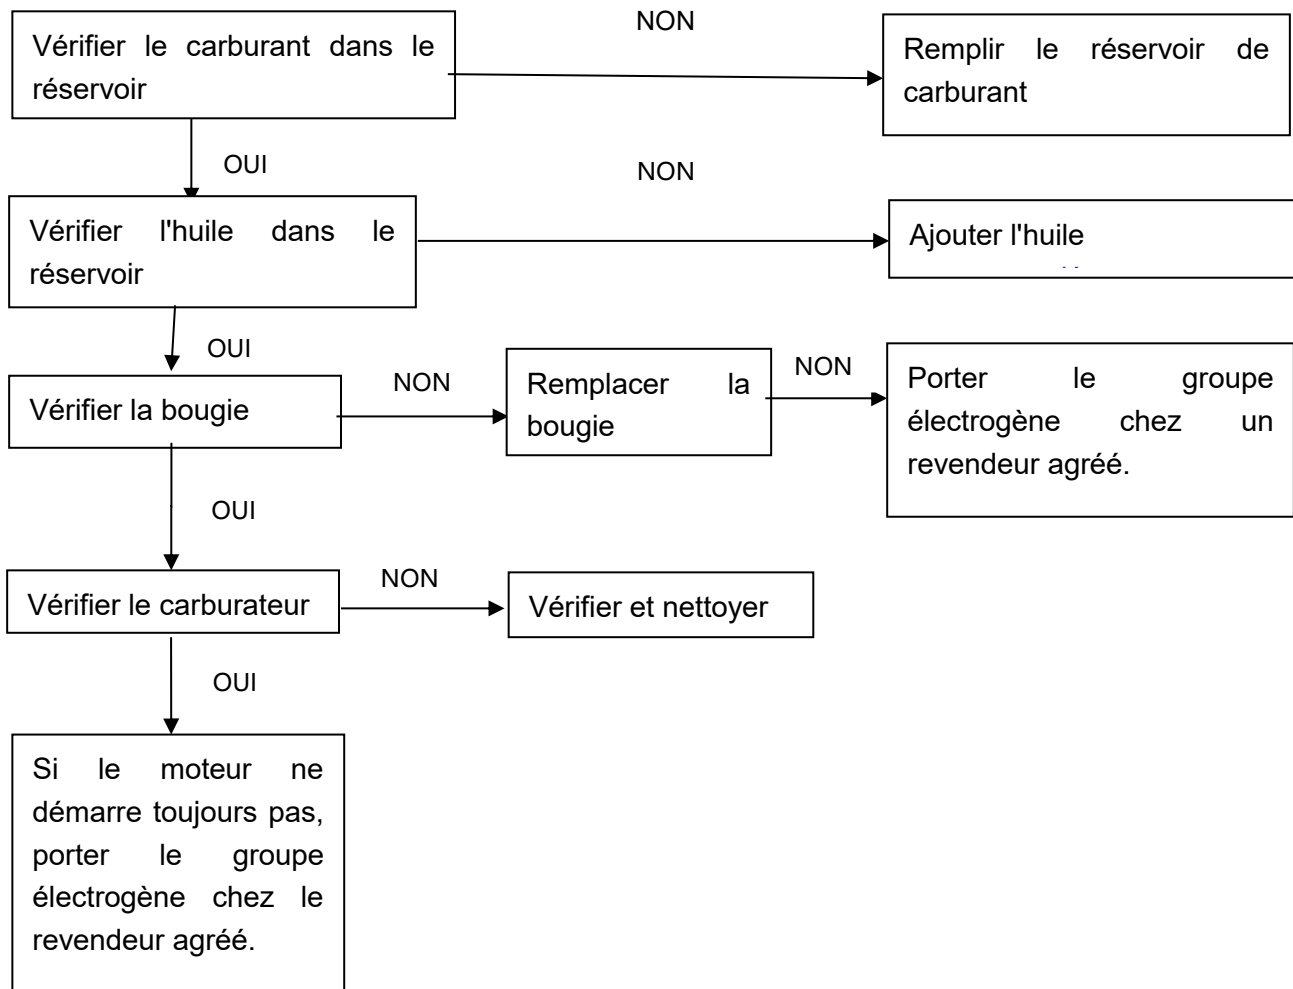 NON
Vérifier le carburant dans le
réservoir
Remplir le réservoir de
carburant
OUI
NON
Vérifier l'huile dans le
réservoir
Ajouter l'huile
OUI
NON
NON
Vérifier la bougie
Remplacer la
bougie
Porter le groupe
électrogène chez un
revendeur agréé.
OUI
NON
Vérifier le carburateur
Vérifier et nettoyer
OUI
Si le moteur ne
démarre toujours pas,
porter le groupe
électrogène chez le
revendeur agréé.